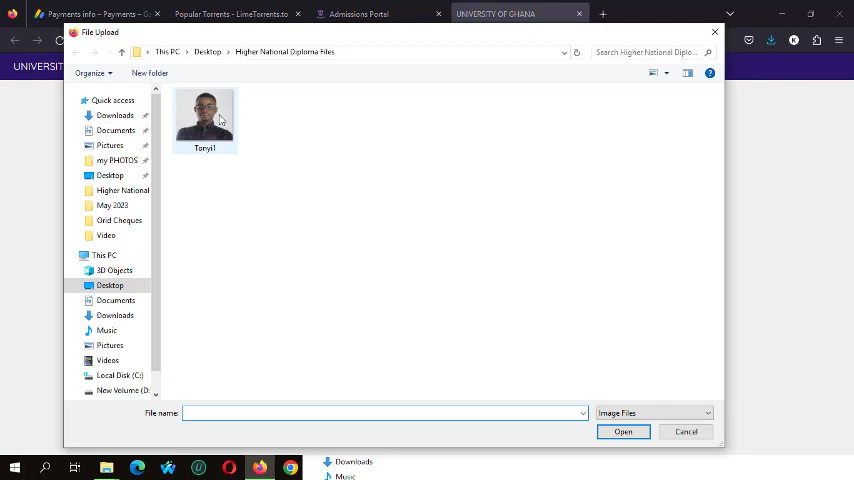 Payments info – Payments – Go
Popular Torrents - LimeTorrents.to
Admissions Portal
UNIVERSITY OF GHANA
File Upload
This PC
Desktop
Higher National Diploma Files
Search Higher National Diplo...
UNIVERSIT
Organize
New folder
Quick access
Downloads
Documents
Pictures
my PHOTOS
Desktop
Higher National
May 2023
Orid Cheques
Video
This PC
3D Objects
Desktop
Documents
Downloads
Music
Pictures
Videos
Local Disk (C:)
New Volume (D:
Tonyi1
File name:
Image Files
Open
Cancel
Downloads
Music